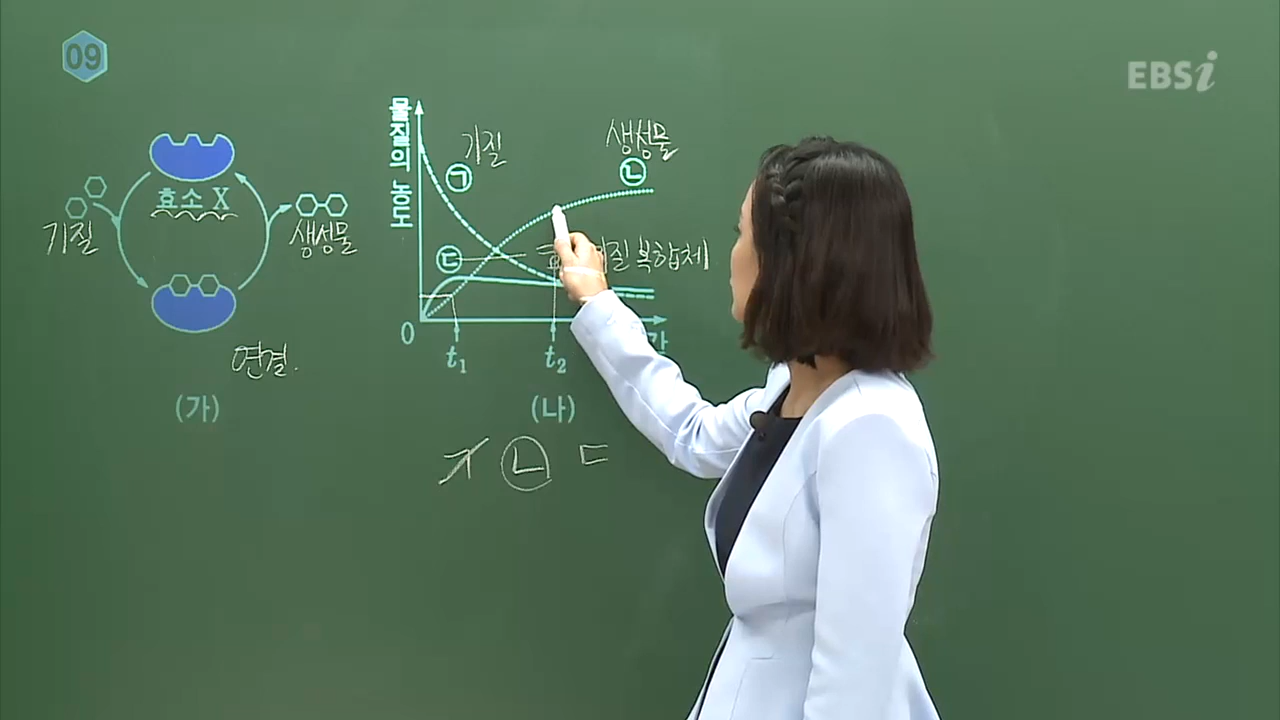 09
EBSi
물질의 농도
기질
㉠
생성물
㉡
효소 X
기질
생성물
㉢
질 복합체
0
t₁
t₂
연결.
(가)
(나)
ㄱ ㄴ ㄷ